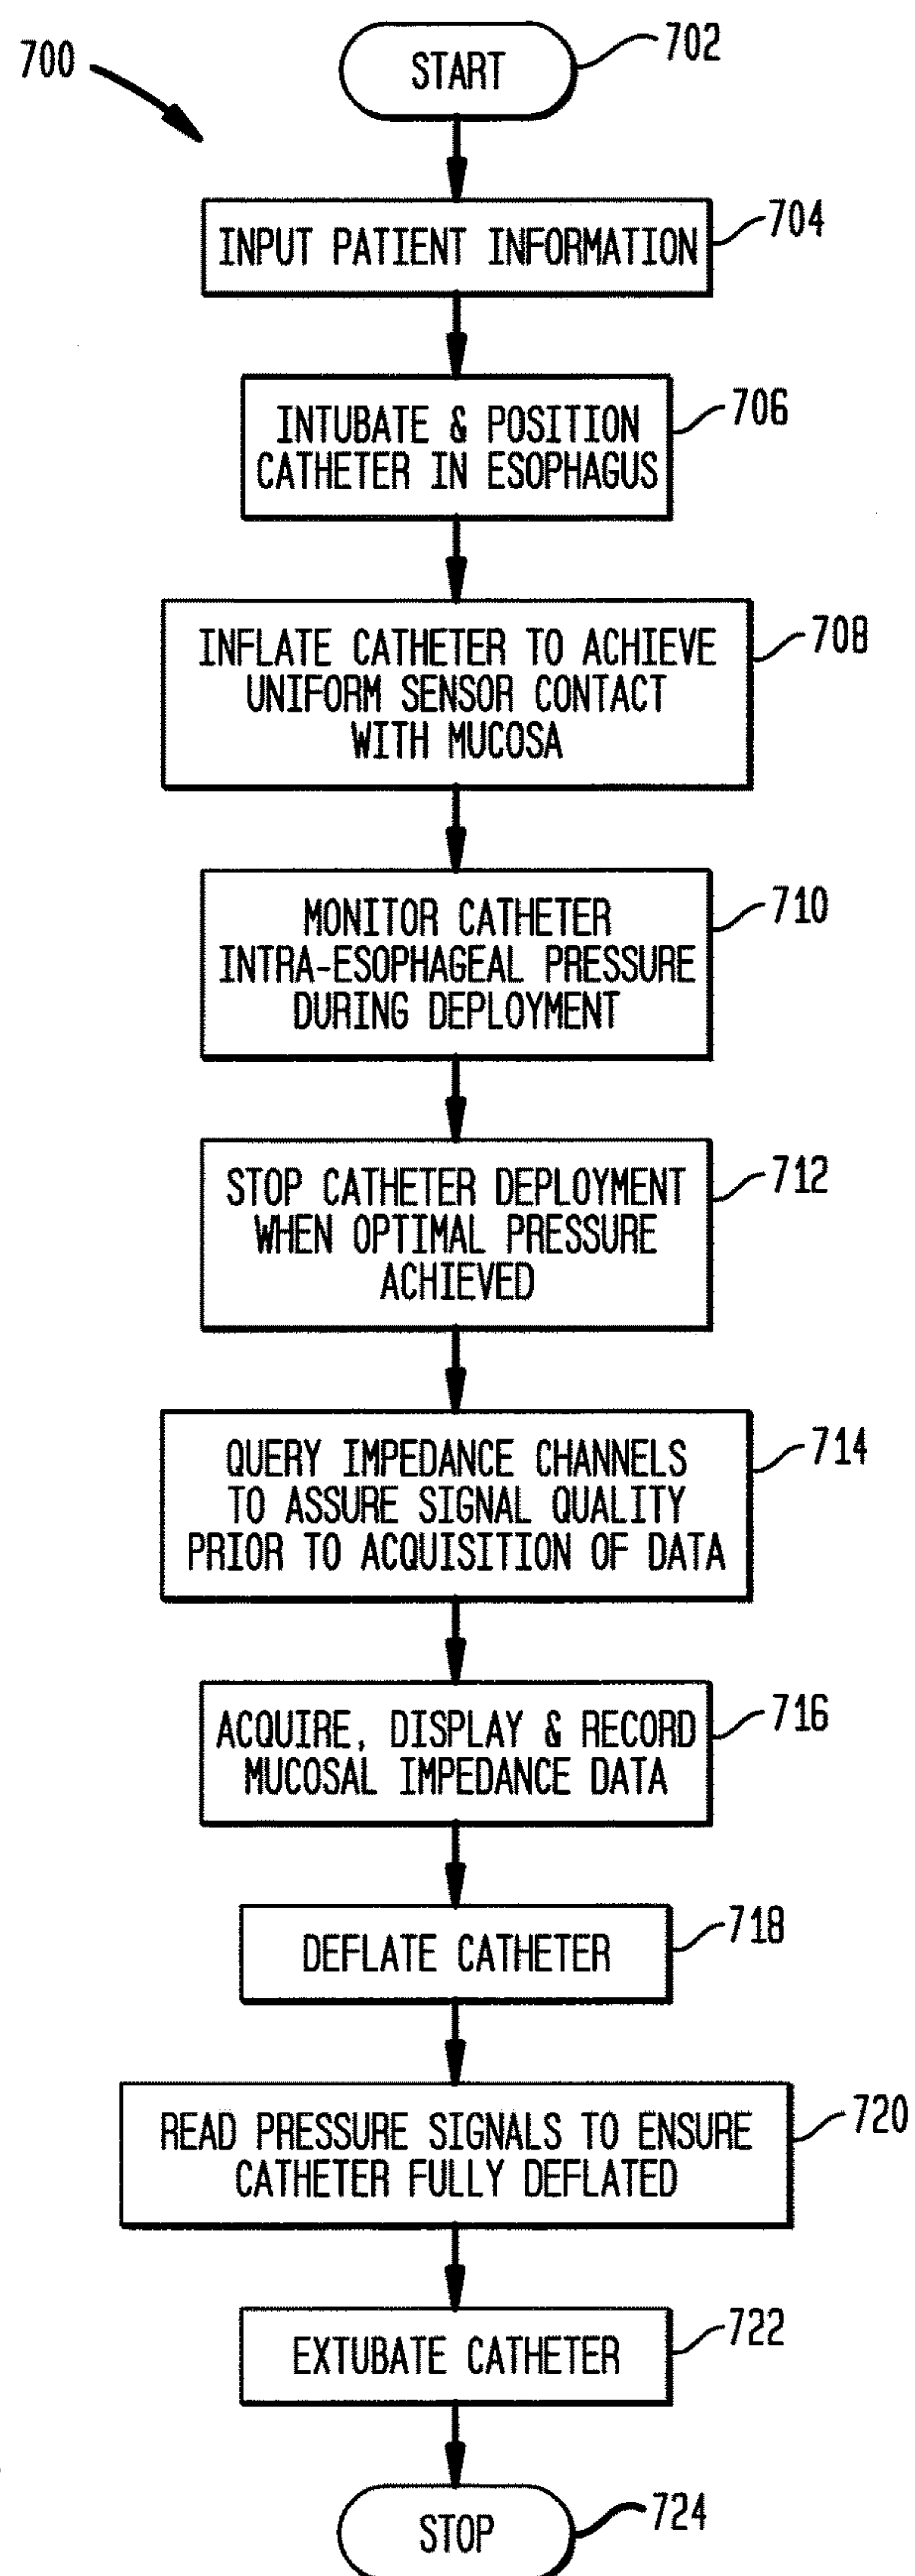 700
START
702
INPUT PATIENT INFORMATION
704
INTUBATE & POSITION
CATHETER IN ESOPHAGUS
706
INFLATE CATHETER TO ACHIEVE
UNIFORM SENSOR CONTACT
WITH MUCOSA
708
MONITOR CATHETER
INTRA-ESOPHAGEAL PRESSURE
DURING DEPLOYMENT
710
STOP CATHETER DEPLOYMENT
WHEN OPTIMAL PRESSURE
ACHIEVED
712
QUERY IMPEDANCE CHANNELS
TO ASSURE SIGNAL QUALITY
PRIOR TO ACQUISITION OF DATA
714
ACQUIRE, DISPLAY & RECORD
MUCOSAL IMPEDANCE DATA
716
DEFLATE CATHETER
718
READ PRESSURE SIGNALS TO ENSURE
CATHETER FULLY DEFLATED
720
EXTUBATE CATHETER
722
STOP
724